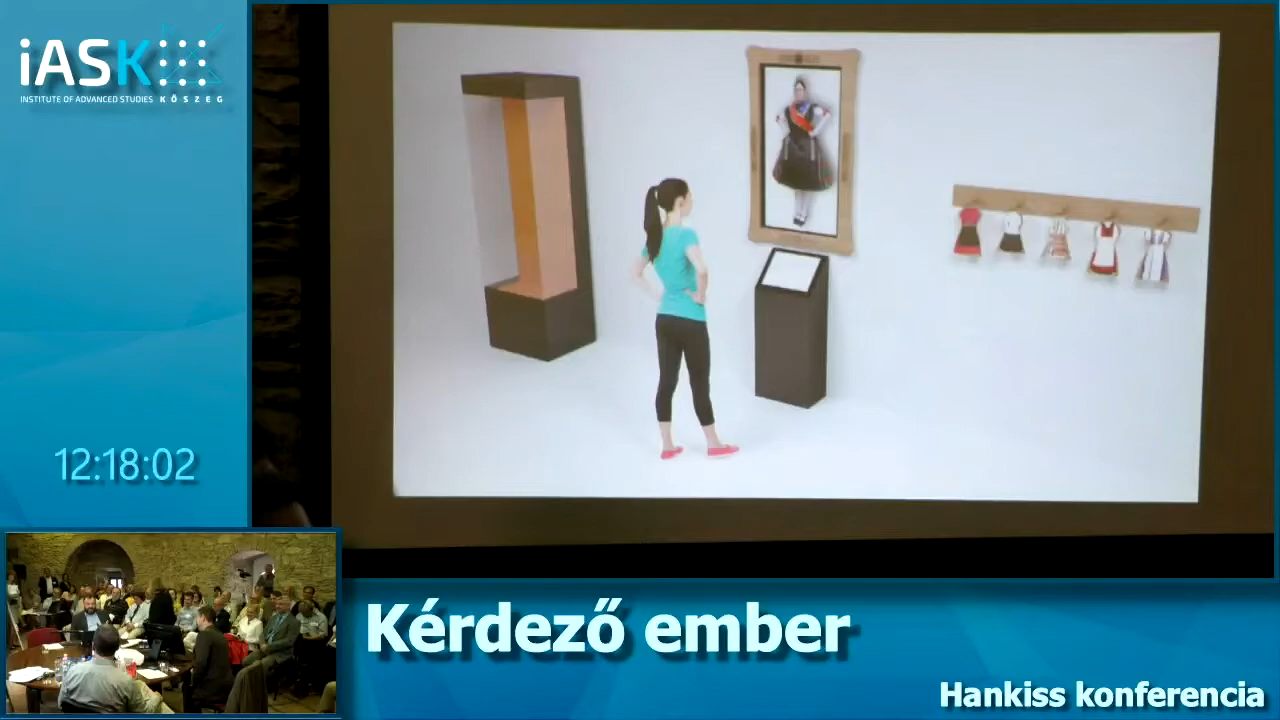 iASK
INSTITUTE OF ADVANCED STUDIES KŐSZEG
12:18:02
Kérdező ember
Hankiss konferencia